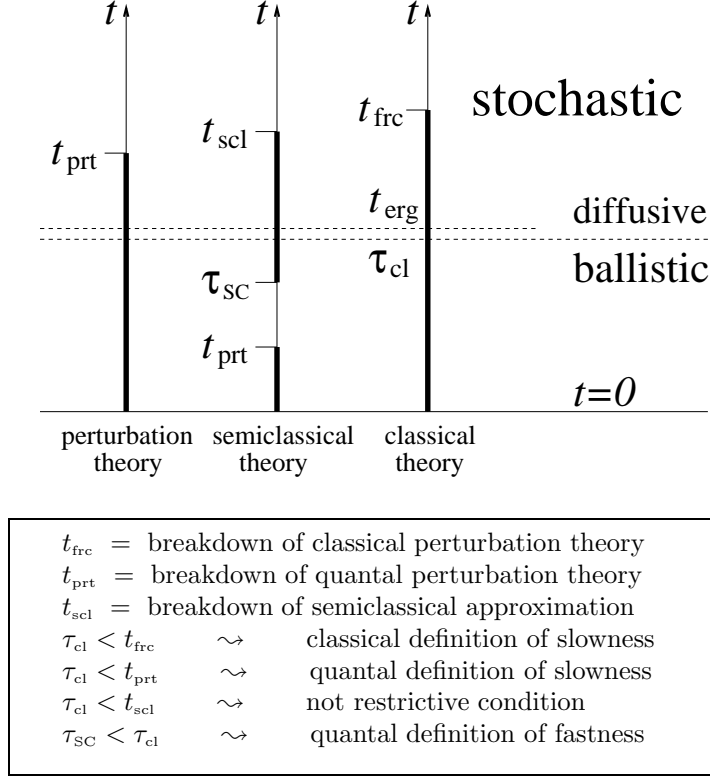 t t t
stochastic
t_frc
t_scl
t_prt
t_erg
diffusive
τ_cl
ballistic
τ_SC
t_prt
t=0
perturbation theory
semiclassical theory
classical theory
t_frc = breakdown of classical perturbation theory
t_prt = breakdown of quantal perturbation theory
t_scl = breakdown of semiclassical approximation
τ_cl < t_frc ⇝ classical definition of slowness
τ_cl < t_prt ⇝ quantal definition of slowness
τ_cl < t_scl ⇝ not restrictive condition
τ_SC < τ_cl ⇝ quantal definition of fastness